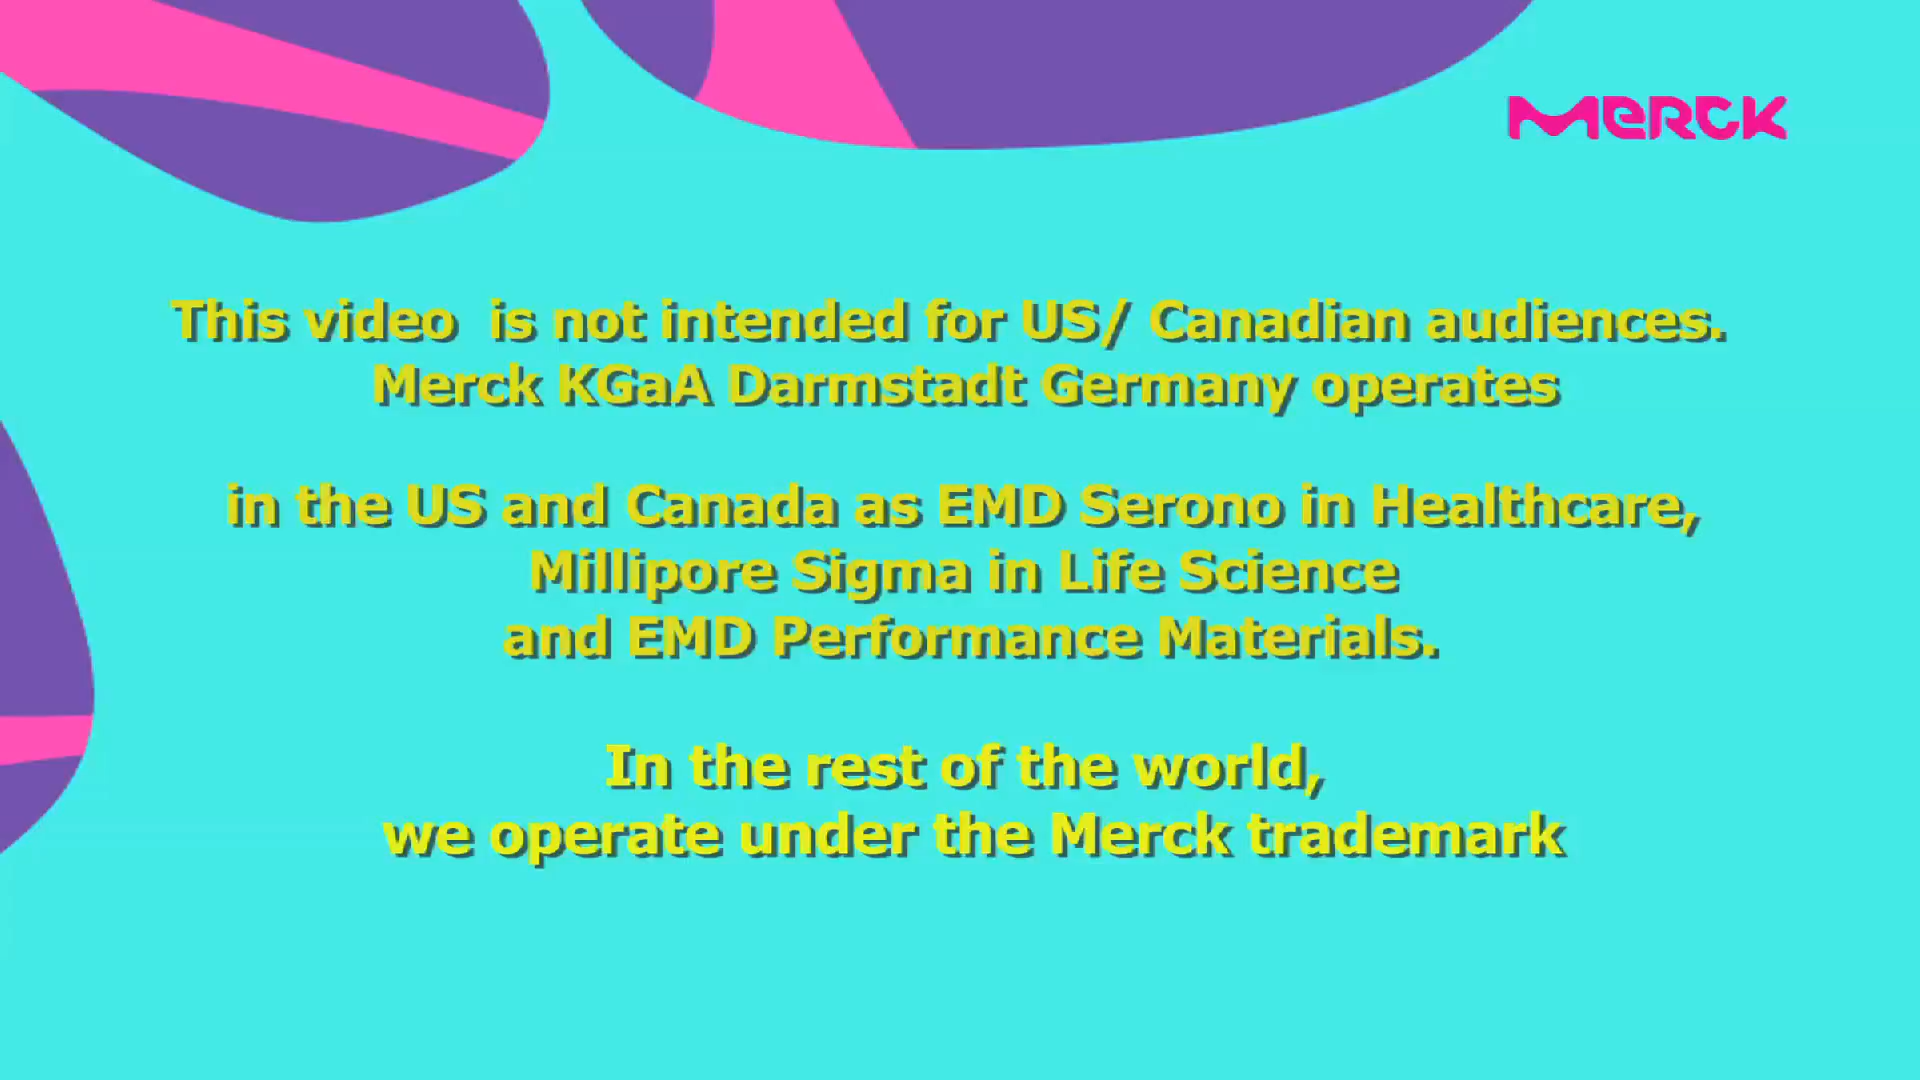 MERCK
This video is not intended for US/ Canadian audiences.
Merck KGaA Darmstadt Germany operates
in the US and Canada as EMD Serono in Healthcare,
Millipore Sigma in Life Science
and EMD Performance Materials.
In the rest of the world,
we operate under the Merck trademark